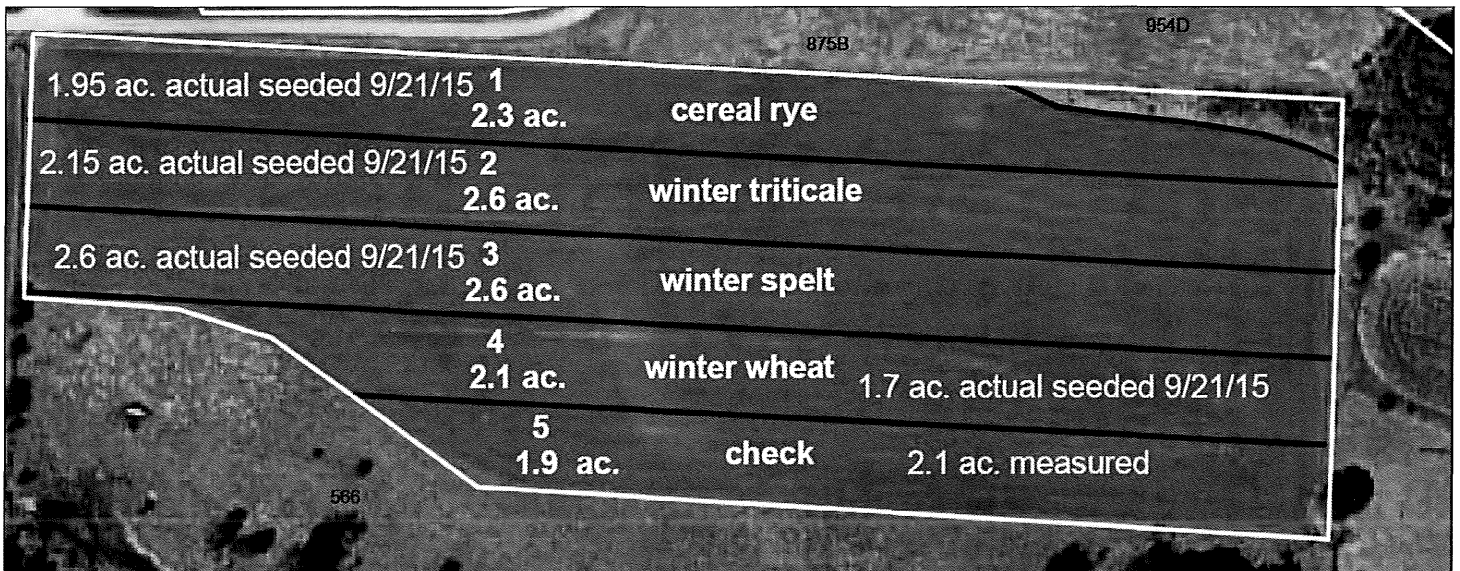 954D
875B
1.95 ac. actual seeded 9/21/15 1
2.3 ac. cereal rye
2.15 ac. actual seeded 9/21/15 2
2.6 ac. winter triticale
2.6 ac. actual seeded 9/21/15 3
2.6 ac. winter spelt
4
2.1 ac. winter wheat 1.7 ac. actual seeded 9/21/15
5
1.9 ac. check 2.1 ac. measured
566